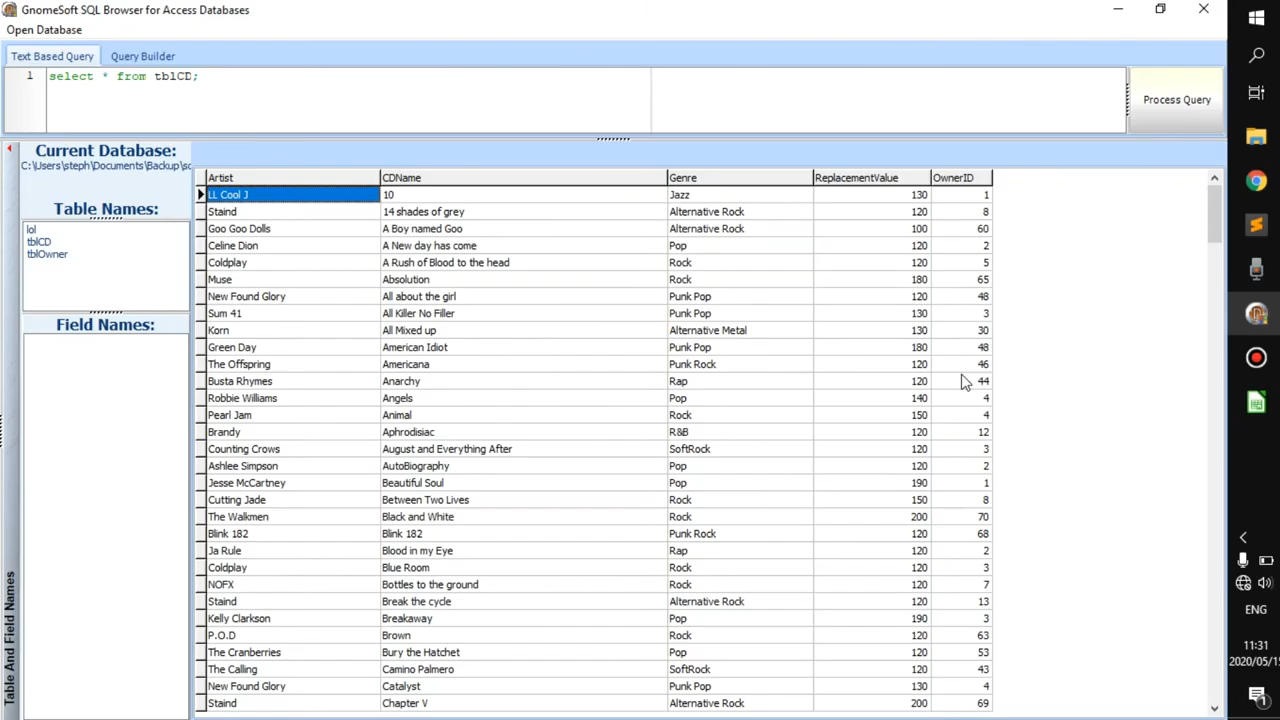 GnomeSoft SQL Browser for Access Databases
Open Database
Text Based Query Query Builder
1 select * from tblCD;
Process Query
Current Database:
C:\Users\steph\Documents\Backup\sc
Table Names:
lol
tblCD
tblOwner
Field Names:
Table And Field Names
Artist CDName Genre ReplacementValue OwnerID
LL Cool J 10 Jazz 130 1
Staind 14 shades of grey Alternative Rock 120 8
Goo Goo Dolls A Boy named Goo Alternative Rock 100 60
Celine Dion A New day has come Pop 120 2
Coldplay A Rush of Blood to the head Rock 120 5
Muse Absolution Rock 180 65
New Found Glory All about the girl Punk Pop 120 48
Sum 41 All Killer No Filler Punk Pop 130 3
Korn All Mixed up Alternative Metal 130 30
Green Day American Idiot Punk Pop 180 48
The Offspring Americana Punk Rock 120 46
Busta Rhymes Anarchy Rap 120 44
Robbie Williams Angels Pop 140 4
Pearl Jam Animal Rock 150 4
Brandy Aphrodisiac R&B 120 12
Counting Crows August and Everything After SoftRock 120 3
Ashlee Simpson AutoBiography Pop 120 2
Jesse McCartney Beautiful Soul Pop 190 1
Cutting Jade Between Two Lives Rock 150 8
The Walkmen Black and White Rock 200 70
Blink 182 Blink 182 Punk Rock 120 68
Ja Rule Blood in my Eye Rap 120 2
Coldplay Blue Room Rock 120 3
NOFX Bottles to the ground Rock 120 7
Staind Break the cycle Alternative Rock 120 13
Kelly Clarkson Breakaway Pop 190 3
P.O.D Brown Rock 120 63
The Cranberries Bury the Hatchet Pop 120 53
The Calling Camino Palmero SoftRock 120 43
New Found Glory Catalyst Punk Pop 130 4
Staind Chapter V Alternative Rock 200 69
ENG
11:31
2020/05/15
1